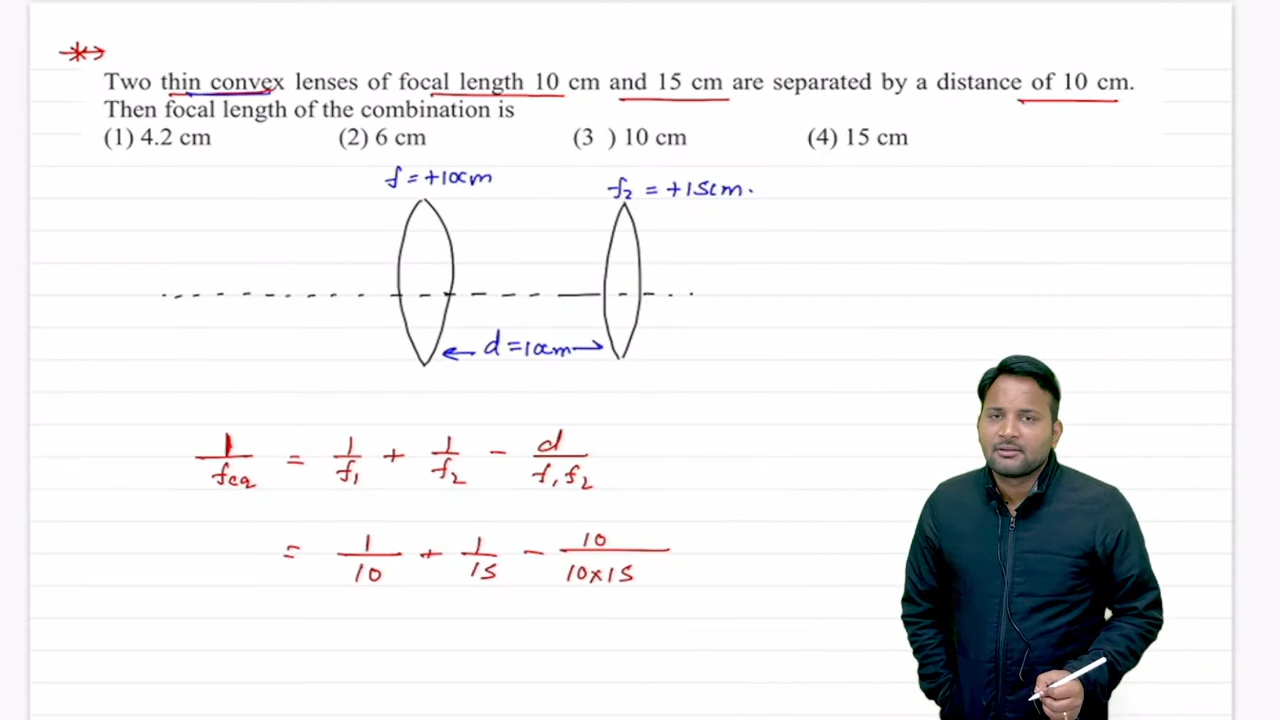 Two thin convex lenses of focal length 10 cm and 15 cm are separated by a distance of 10 cm.
Then focal length of the combination is
(1) 4.2 cm (2) 6 cm (3 ) 10 cm (4) 15 cm
f = +10cm f₂ = +15cm.
d = 10cm
1/feq = 1/f₁ + 1/f₂ - d/f₁f₂
= 1/10 + 1/15 - 10/10×15